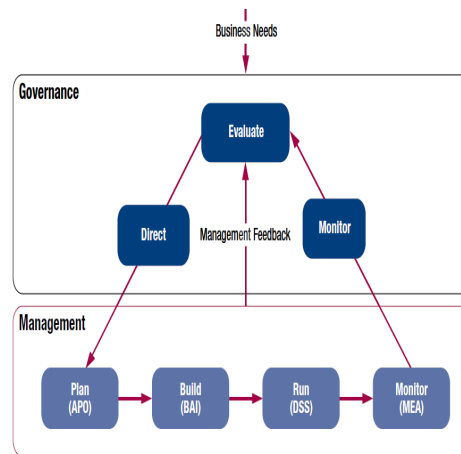 Business Needs
Governance
Evaluate
Direct
Management Feedback
Monitor
Management
Plan
(APO)
Build
(BAI)
Run
(DSS)
Monitor
(MEA)